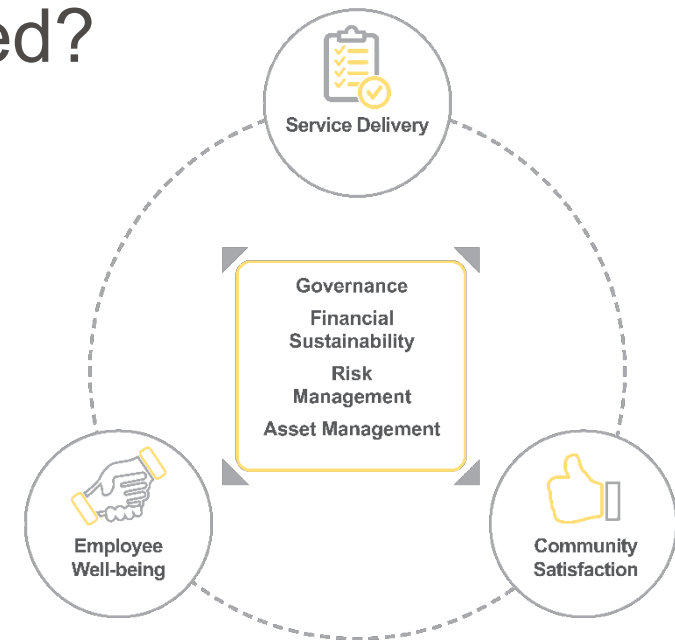 ed?
Service Delivery
Governance
Financial
Sustainability
Risk
Management
Asset Management
Employee
Well-being
Community
Satisfaction